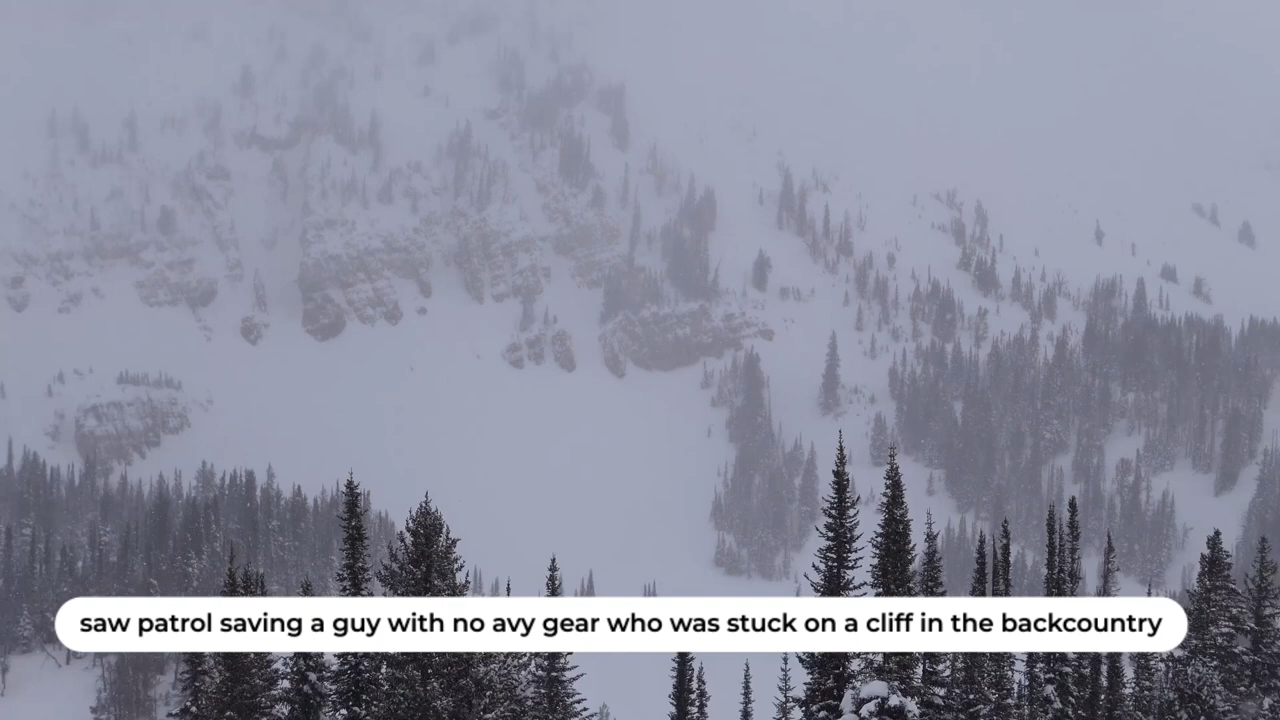 saw patrol saving a guy with no avy gear who was stuck on a cliff in the backcountry